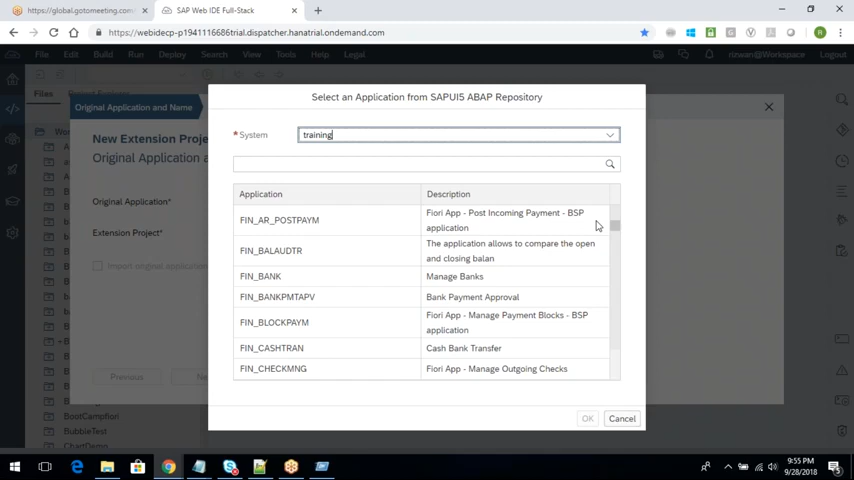 https://global.gotomeeting.com/
SAP Web IDE Full-Stack
https://webidecp-p1941116686trial.dispatcher.hanatrial.ondemand.com
File Edit Build Run Deploy Search View Tools Help Legal
rizwan@Workspace Logout
Files
Original Application and Name
New Extension Proje
Original Application a
Original Application*
Extension Project*
Import original application
Previous
Ne
BootCamption
BubbleTest
ChartDemo
Select an Application from SAPUI5 ABAP Repository
* System
training
Application Description
FIN_AR_POSTPAYM Fiori App - Post Incoming Payment - BSP
application
FIN_BALAUDTR The application allows to compare the open
and closing balan
FIN_BANK Manage Banks
FIN_BANKPMTAPV Bank Payment Approval
FIN_BLOCKPAYM Fiori App - Manage Payment Blocks - BSP
application
FIN_CASHTRAN Cash Bank Transfer
FIN_CHECKMNG Fiori App - Manage Outgoing Checks
OK Cancel
9:55 PM
9/28/2018